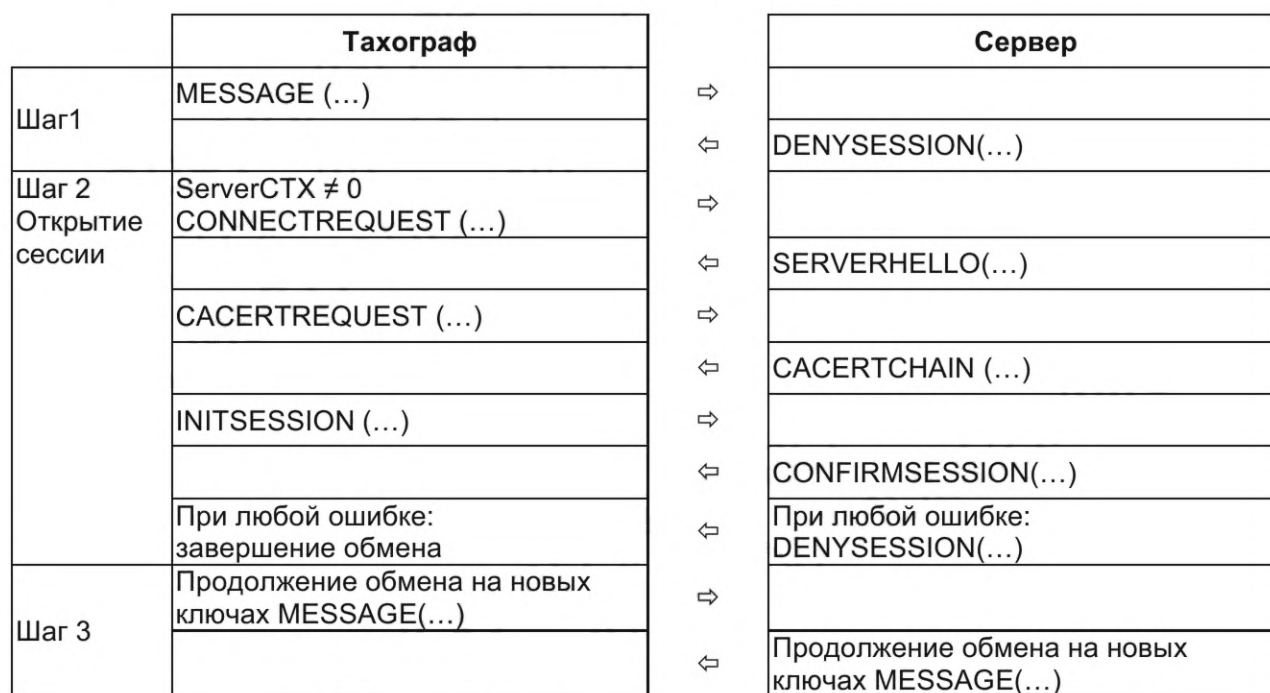 Тахограф
Сервер
Шаг1
MESSAGE (...)
⇨
⇦
DENYSESSION(...)
Шаг 2
Открытие
сессии
ServerCTX ≠ 0
CONNECTREQUEST (...)
⇨
⇦
SERVERHELLO(...)
CACERTREQUEST (...)
⇨
⇦
CACERTCHAIN (...)
INITSESSION (...)
⇨
⇦
CONFIRMSESSION(...)
При любой ошибке:
завершение обмена
⇦
При любой ошибке:
DENYSESSION(...)
Шаг 3
Продолжение обмена на новых
ключах MESSAGE(...)
⇨
⇦
Продолжение обмена на новых
ключах MESSAGE(...)